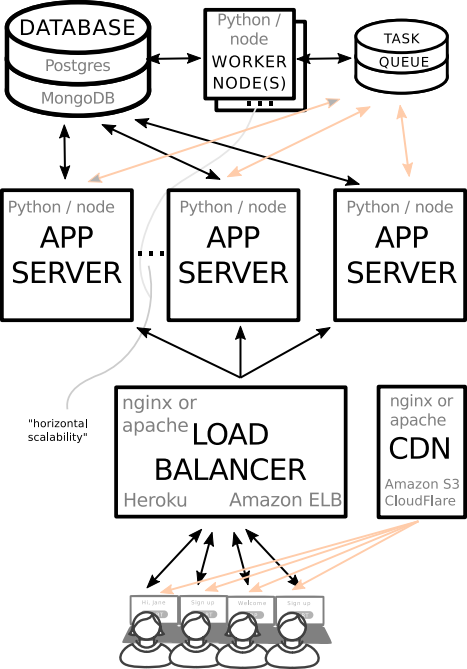 DATABASE
Postgres
MongoDB
Python /
node
WORKER
NODE(S)
TASK
QUEUE
Python / node
APP
SERVER
Python / node
APP
SERVER
Python / node
APP
SERVER
"horizontal
scalability"
nginx or
apache
LOAD
BALANCER
Heroku
Amazon ELB
nginx or
apache
CDN
Amazon S3
CloudFlare
Hi, Jane
Sign up
Welcome
Sign up